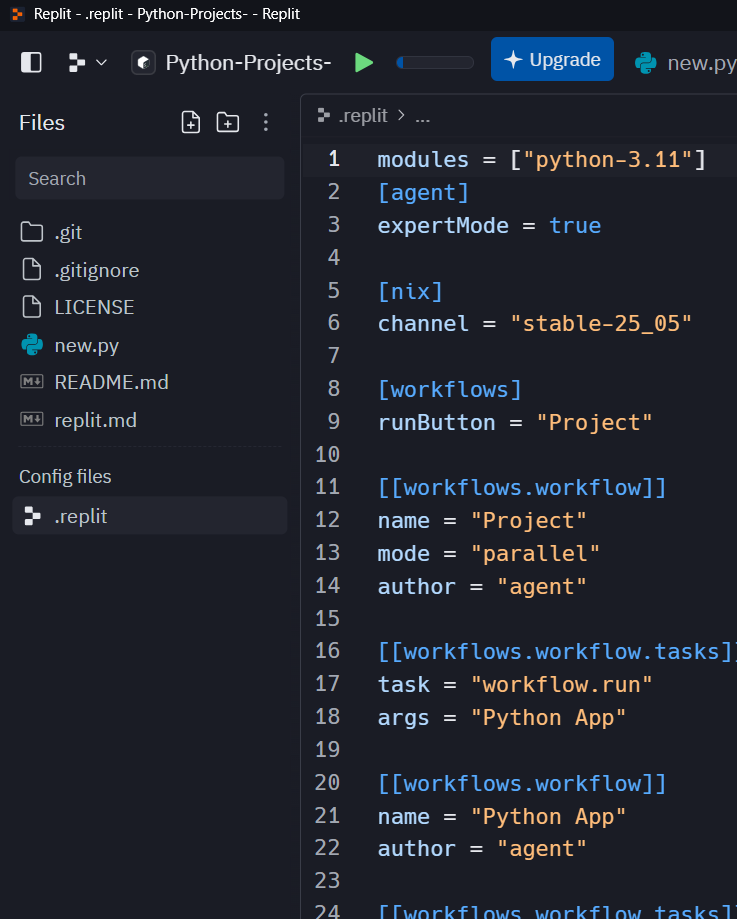 Replit - .replit - Python-Projects- - Replit
Python-Projects-
Upgrade
new.py
Files
Search
.git
.gitignore
LICENSE
new.py
README.md
replit.md
Config files
.replit
.replit > ...
1 modules = ["python-3.11"]
2 [agent]
3 expertMode = true
4
5 [nix]
6 channel = "stable-25_05"
7
8 [workflows]
9 runButton = "Project"
10
11 [[workflows.workflow]]
12 name = "Project"
13 mode = "parallel"
14 author = "agent"
15
16 [[workflows.workflow.tasks]]
17 task = "workflow.run"
18 args = "Python App"
19
20 [[workflows.workflow]]
21 name = "Python App"
22 author = "agent"
23
24 [[workflows.workflow.tasks]]